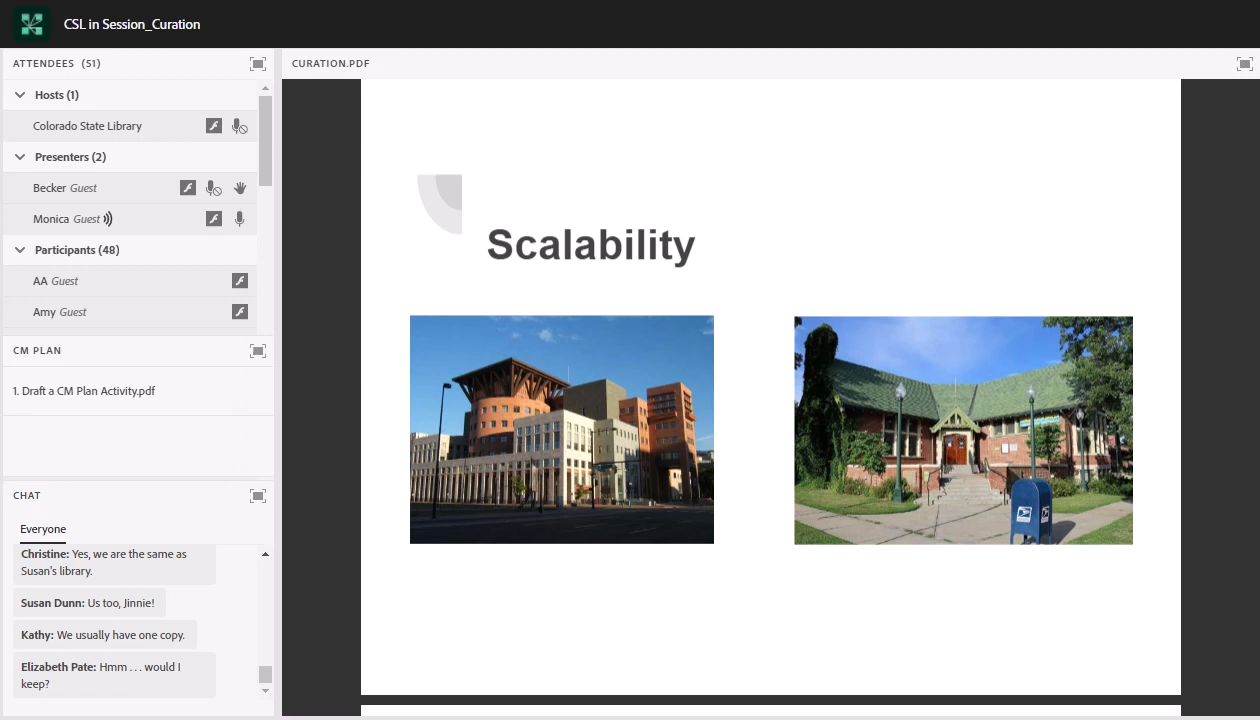 CSL in Session_Curation
ATTENDEES (51)
Hosts (1)
Colorado State Library
Presenters (2)
Becker Guest
Monica Guest
Participants (48)
AA Guest
Amy Guest
CM PLAN
1. Draft a CM Plan Activity.pdf
CHAT
Everyone
Christine: Yes, we are the same as
Susan's library.
Susan Dunn: Us too, Jinnie!
Kathy: We usually have one copy.
Elizabeth Pate: Hmm . . . would I
keep?
CURATION.PDF
Scalability